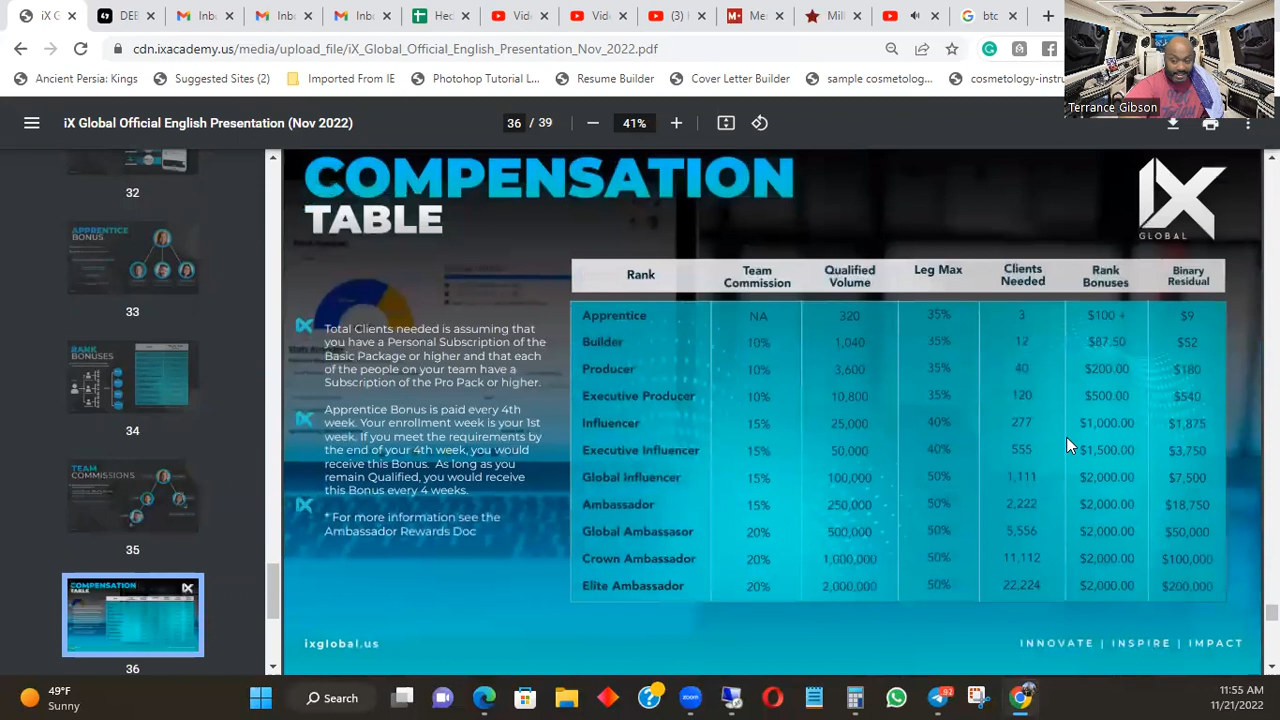 iX G
DEE
Inb
Inb
Inb
Hec
Vide
Vide
(3)
Me
Mill
btc
cdn.ixacademy.us/media/upload_file/iX_Global_Official_English_Presentation_Nov_2022.pdf
Ancient Persia: Kings
Suggested Sites (2)
Imported From IE
Photohop Tutorial L...
Resume Builder
Cover Letter Builder
sample cosmetolog...
cosmetology-instru
Terrance Gibson
iX Global Official English Presentation (Nov 2022)
36 / 39
41%
32
APPRENTICE
BONUS
33
RANK
BONUSES
34
TEAM
COMMISSIONS
35
COMPENSATION
TABLE
36
COMPENSATION
TABLE
IX
GLOBAL
Total Clients needed is assuming that
you have a Personal Subscription of the
Basic Package or higher and that each
of the people on your team have a
Subscription of the Pro Pack or higher.
Apprentice Bonus is paid every 4th
week. Your enrollment week is your 1st
week. If you meet the requirements by
the end of your 4th week, you would
receive this Bonus. As long as you
remain Qualified, you would receive
this Bonus every 4 weeks.
* For more information see the
Ambassador Rewards Doc
Rank Team Commission Qualified Volume Leg Max Clients Needed Rank Bonuses Binary Residual
Apprentice NA 320 35% 3 $100 + $9
Builder 10% 1,040 35% 12 $87.50 $52
Producer 10% 3,600 35% 40 $200.00 $180
Executive Producer 10% 10,800 35% 120 $500.00 $540
Influencer 15% 25,000 40% 277 $1,000.00 $1,875
Executive Influencer 15% 50,000 40% 555 $1,500.00 $3,750
Global Influencer 15% 100,000 50% 1,111 $2,000.00 $7,500
Ambassador 15% 250,000 50% 2,222 $2,000.00 $18,750
Global Ambassasor 20% 500,000 50% 5,556 $2,000.00 $50,000
Crown Ambassador 20% 1,000,000 50% 11,112 $2,000.00 $100,000
Elite Ambassador 20% 2,000,000 50% 22,224 $2,000.00 $200,000
ixglobal.us
INNOVATE | INSPIRE | IMPACT
49°F
Sunny
Search
92
zoom
11:55 AM
11/21/2022